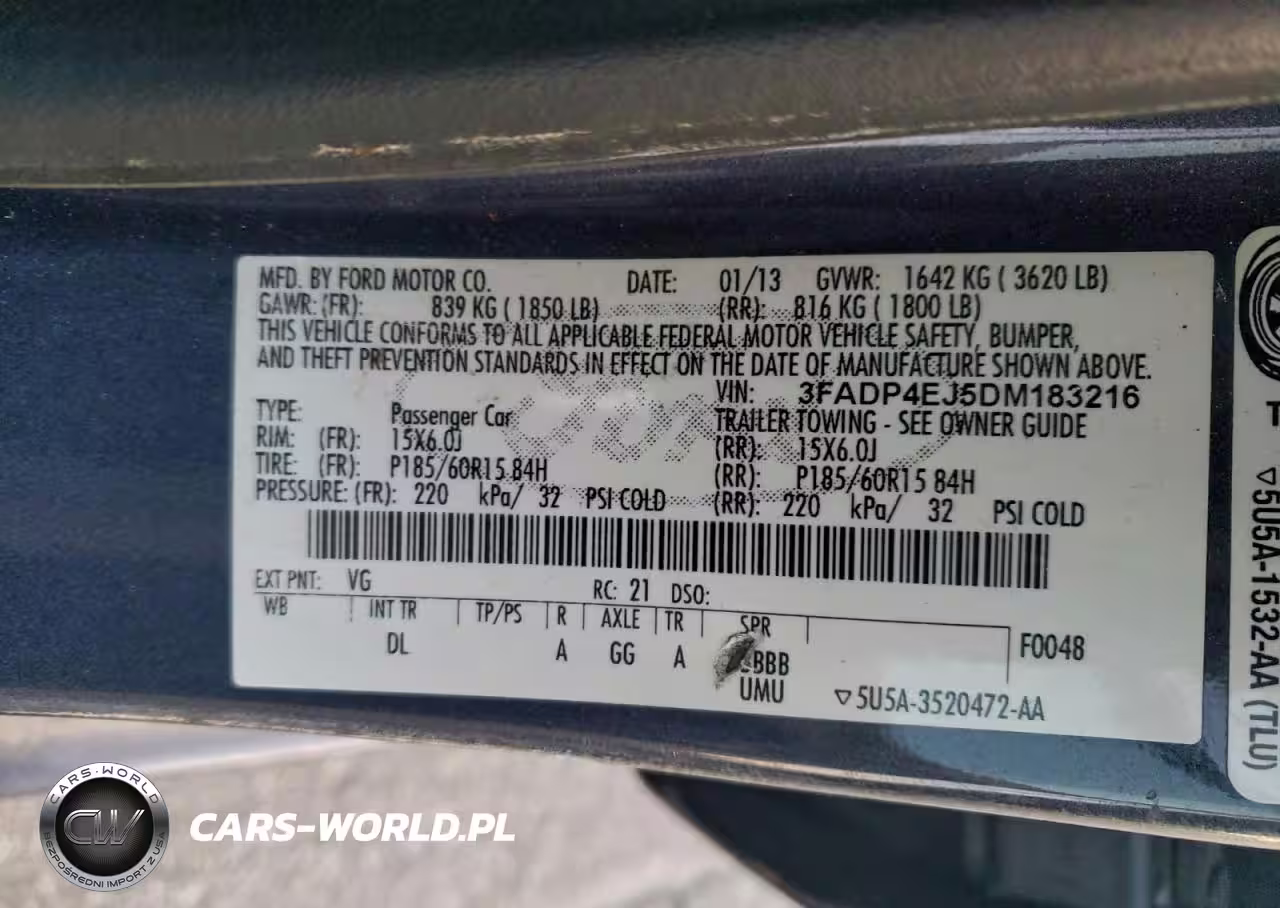 MFD. BY FORD MOTOR CO. DATE: 01/13 GVWR: 1642 KG ( 3620 LB)
GAWR: (FR): 839 KG ( 1850 LB) (RR): 816 KG ( 1800 LB)
THIS VEHICLE CONFORMS TO ALL APPLICABLE FEDERAL MOTOR VEHICLE SAFETY, BUMPER,
AND THEFT PREVENTION STANDARDS IN EFFECT ON THE DATE OF MANUFACTURE SHOWN ABOVE.
VIN: 3FADP4EJ5DM183216
TYPE: Passenger Car TRAILER TOWING - SEE OWNER GUIDE
RIM: (FR): 15X6.0J (RR): 15X6.0J
TIRE: (FR): P185/60R15 84H (RR): P185/60R15 84H
PRESSURE: (FR): 220 kPa/ 32 PSI COLD (RR): 220 kPa/ 32 PSI COLD
EXT PNT: VG RC: 21 DSO:
WB INT TR TP/PS R AXLE TR SPR
DL A GG A BBB F0048
UMU ▽5U5A-3520472-AA
▽5U5A-1532-AA (TLU)
CARS-WORLD
CW
BEZPOŚREDNI IMPORT Z USA
CARS-WORLD.PL